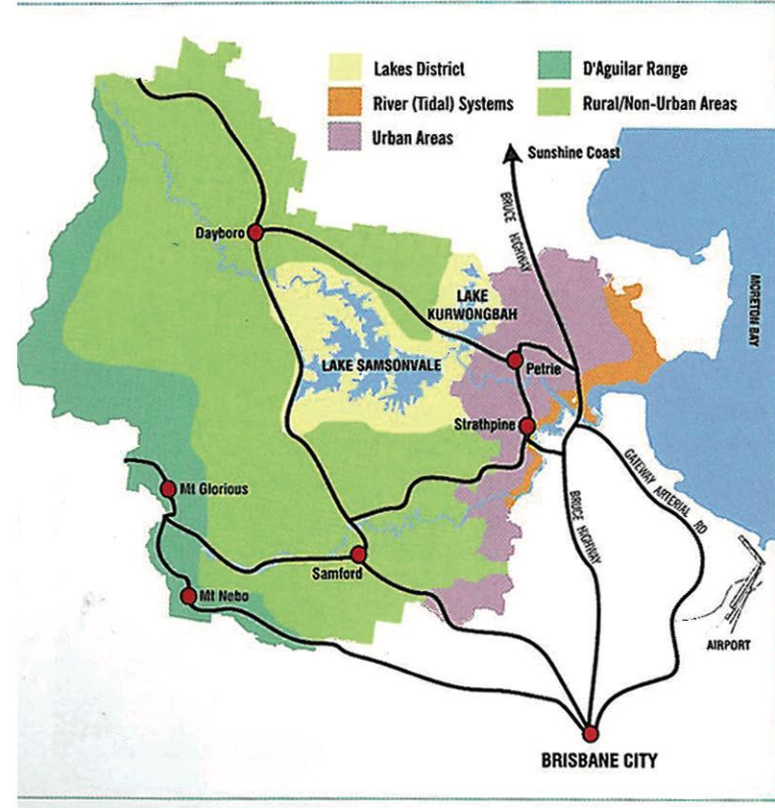 Lakes District
D'Aguilar Range
River (Tidal) Systems
Rural/Non-Urban Areas
Urban Areas
Sunshine Coast
BRUCE HIGHWAY
Dayboro
LAKE
KURWONGBAH
MORETON BAY
LAKE SAMSONVALE
Petrie
Strathpine
GATEWAY ARTERIAL RD
Mt Glorious
BRUCE HIGHWAY
Samford
Mt Nebo
AIRPORT
BRISBANE CITY